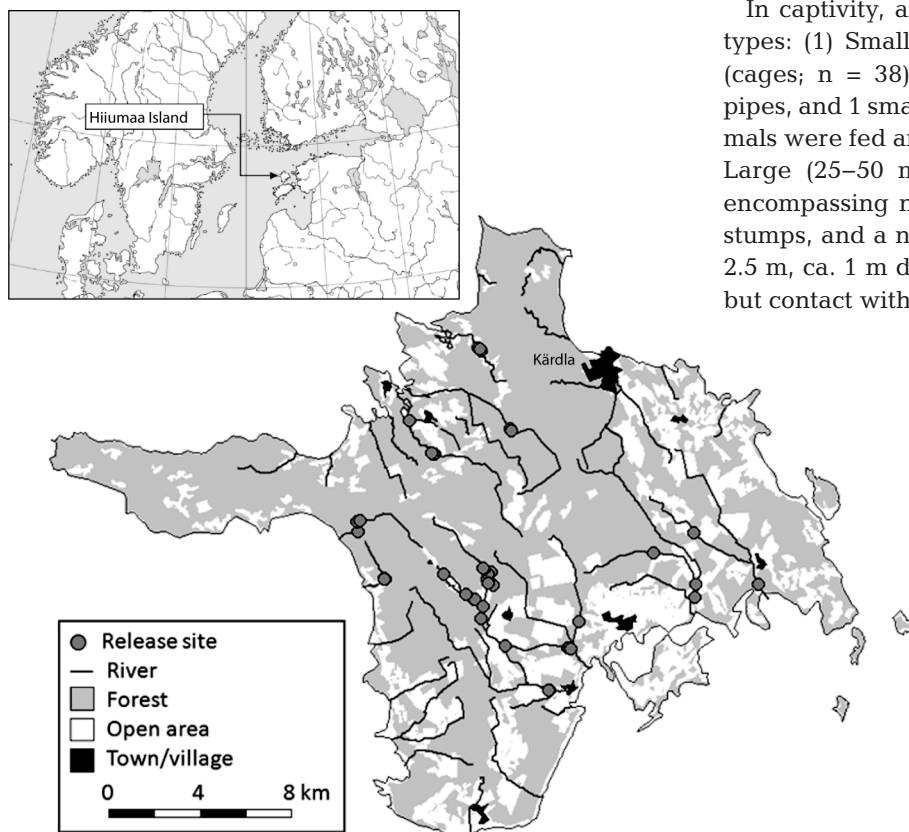 Hiiumaa Island
In captivity, a
types: (1) Small
(cages; n = 38)
pipes, and 1 sma
mals were fed a
Large (25–50 m
encompassing n
stumps, and a n
2.5 m, ca. 1 m d
but contact with
Kärdla
Release site
River
Forest
Open area
Town/village
0 4 8 km